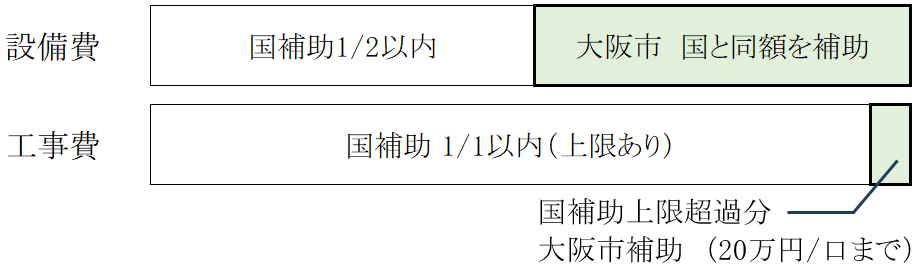 設備費
国補助1/2以内
大阪市　国と同額を補助
工事費
国補助 1/1以内（上限あり）
国補助上限超過分
大阪市補助 （20万円/口まで）